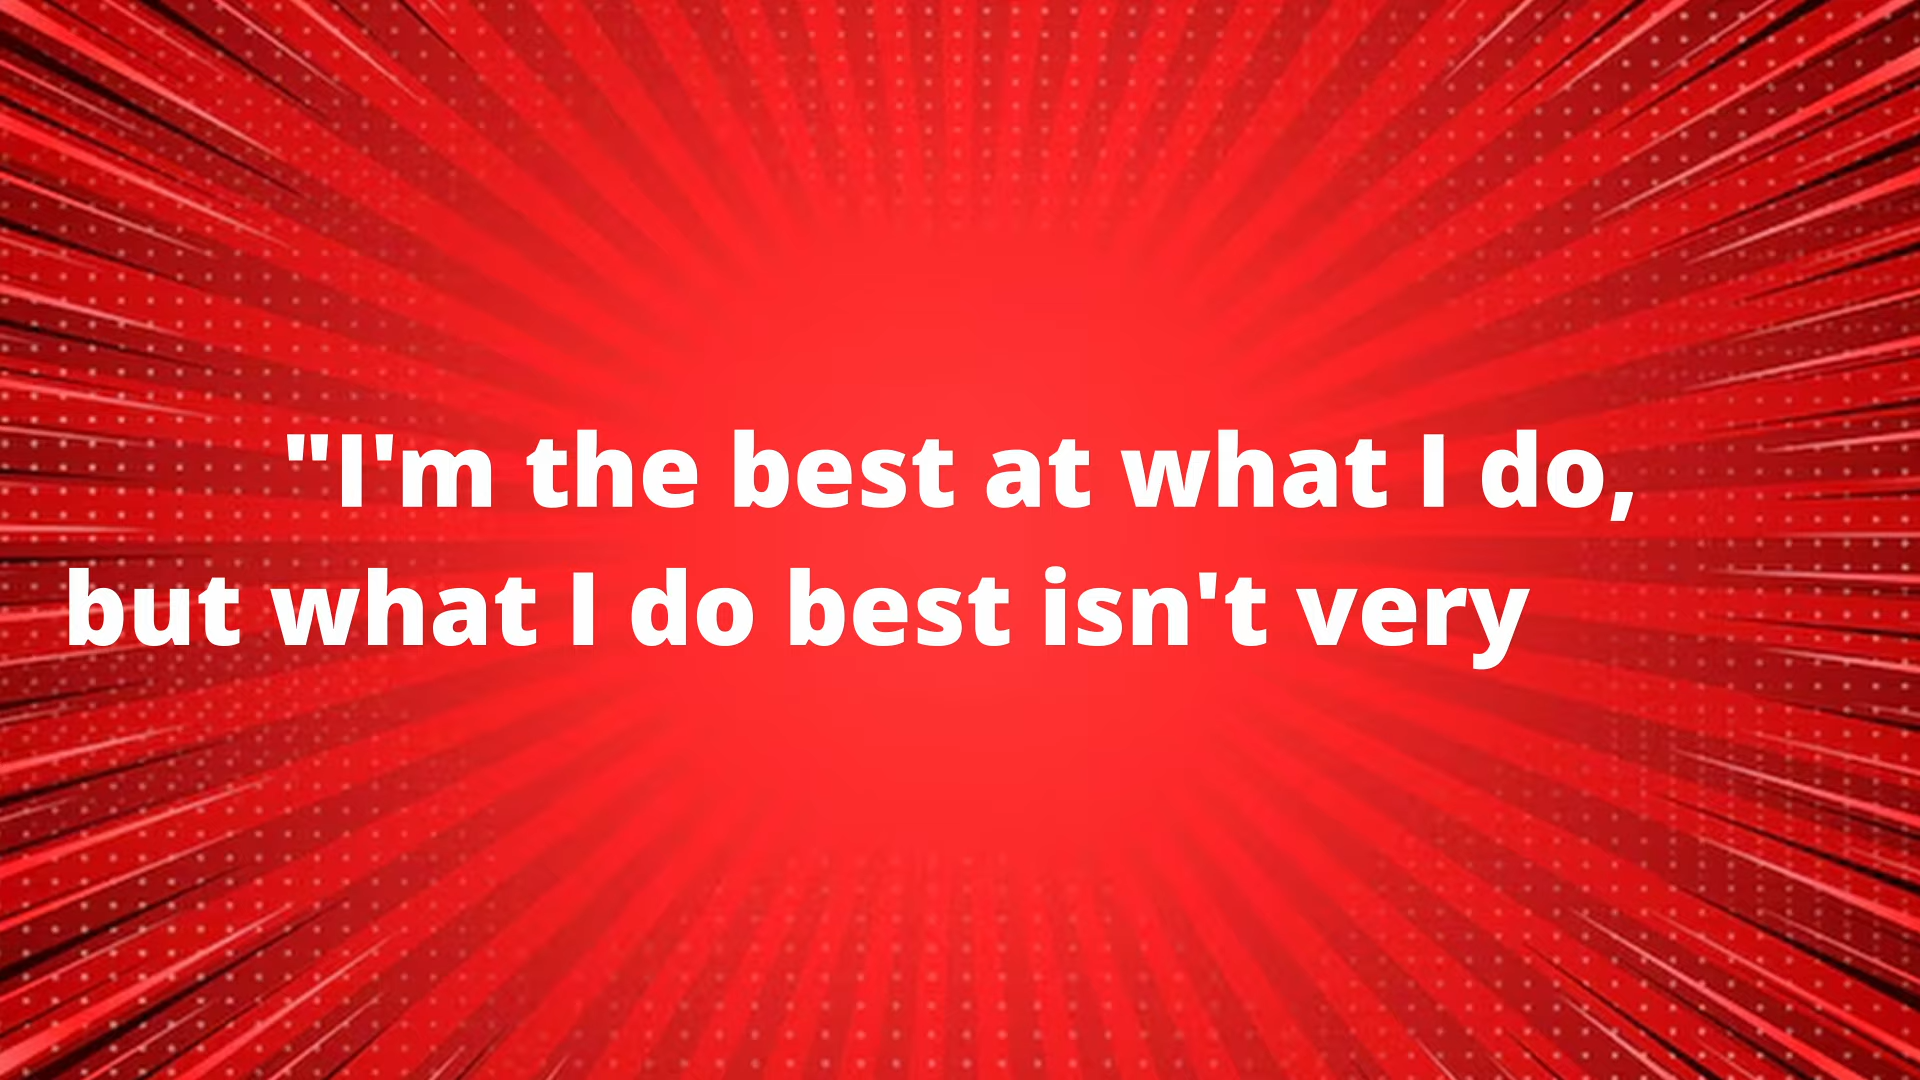 "I'm the best at what I do,
but what I do best isn't very